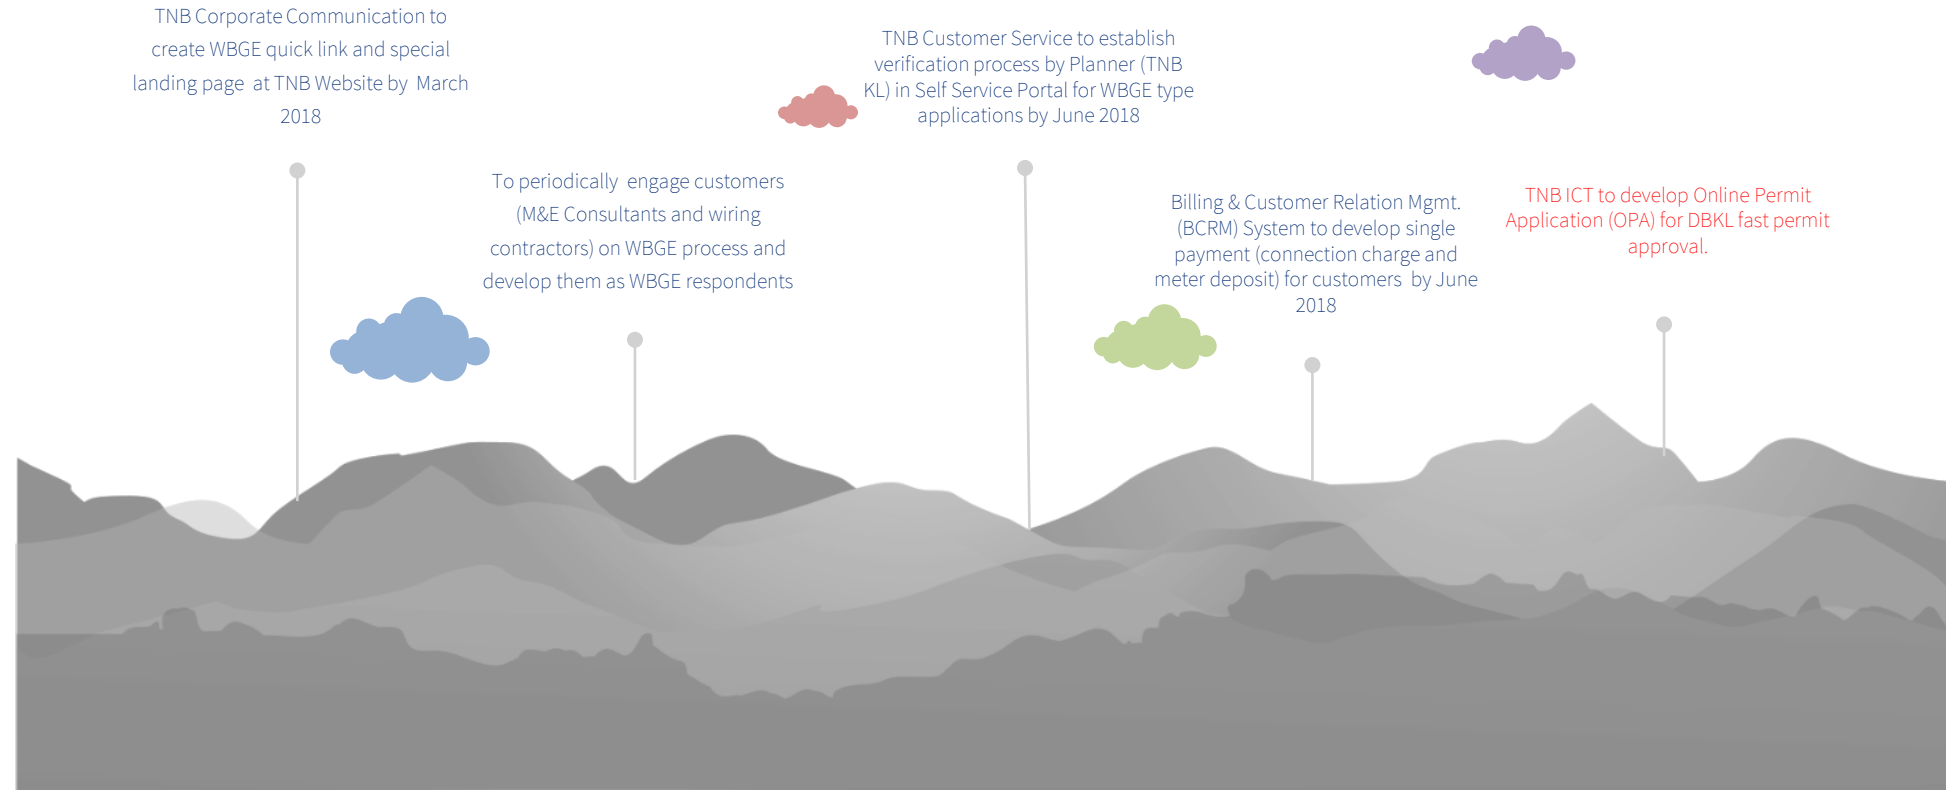 TNB Corporate Communication to
create WBGE quick link and special
landing page at TNB Website by March
2018
To periodically engage customers
(M&E Consultants and wiring
contractors) on WBGE process and
develop them as WBGE respondents
TNB Customer Service to establish
verification process by Planner (TNB
KL) in Self Service Portal for WBGE type
applications by June 2018
Billing & Customer Relation Mgmt.
(BCRM) System to develop single
payment (connection charge and
meter deposit) for customers by June
2018
TNB ICT to develop Online Permit
Application (OPA) for DBKL fast permit
approval.